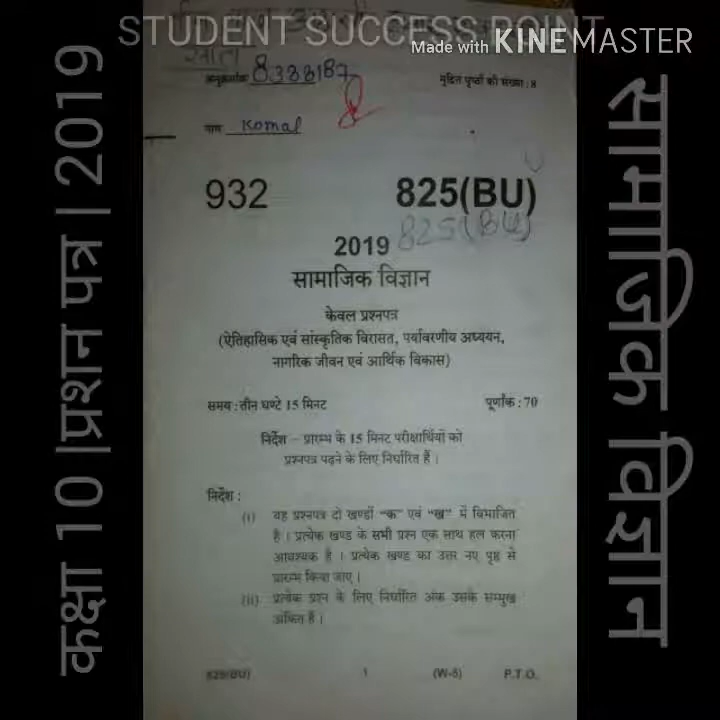 STUDENT SUCCESS POINT
Made with KINEMASTER
अनुक्रमांक 8388187
मुद्रित पृष्ठों की संख्या : 8
नाम Komal
932 825(BU)
825(BU)
2019
सामाजिक विज्ञान
केवल प्रश्नपत्र
(ऐतिहासिक एवं सांस्कृतिक विरासत, पर्यावरणीय अध्ययन,
नागरिक जीवन एवं आर्थिक विकास)
समय : तीन घण्टे 15 मिनट पूर्णांक : 70
निर्देश – प्रारम्भ के 15 मिनट परीक्षार्थियों को
प्रश्नपत्र पढ़ने के लिए निर्धारित हैं ।
निर्देश :
(i) यह प्रश्नपत्र दो खण्डों “क” एवं “ख” में विभाजित
है । प्रत्येक खण्ड के सभी प्रश्न एक साथ हल करना
आवश्यक है । प्रत्येक खण्ड का उत्तर नए पृष्ठ से
प्रारम्भ किया जाए ।
(ii) प्रत्येक प्रश्न के लिए निर्धारित अंक उसके सम्मुख
अंकित हैं ।
825(BU) 1 (W-5) P.T.O.
कक्षा 10 |प्रशन पत्र | 2019
सामाजिक विज्ञान